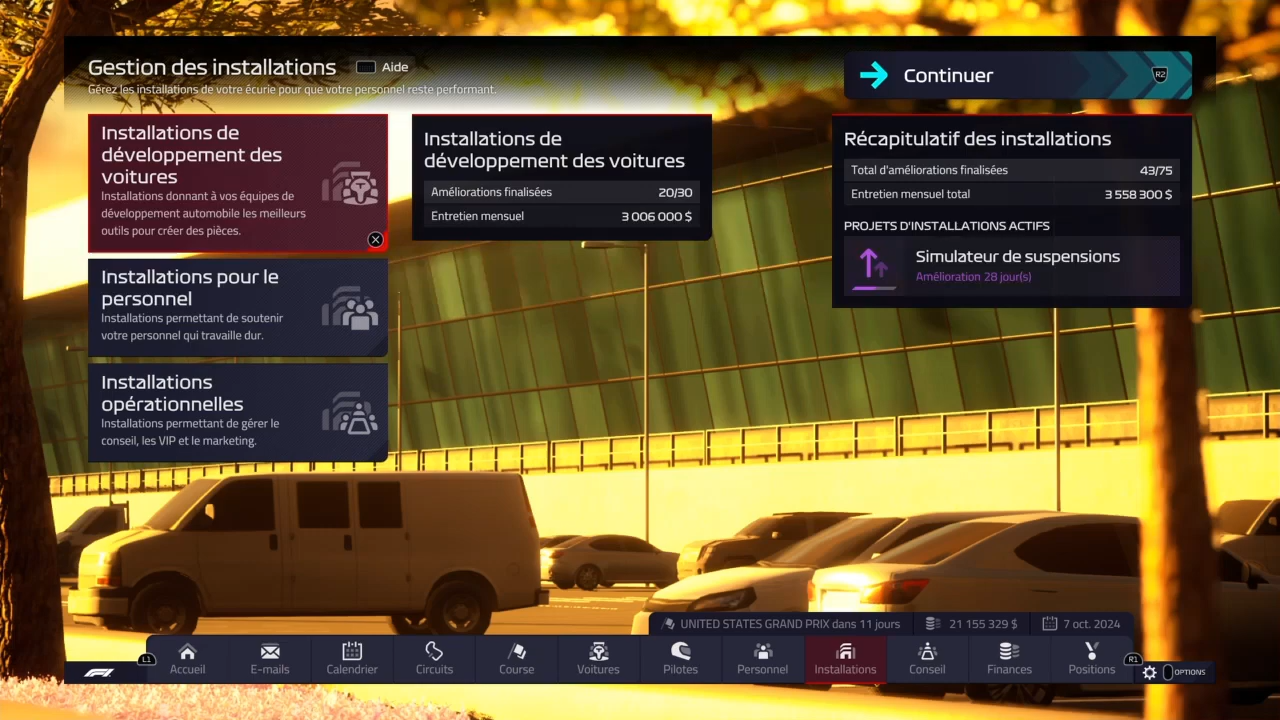 Gestion des installations
Aide
Gérez les installations de votre écurie pour que votre personnel reste performant.
Continuer
R2
Installations de
développement des
voitures
Installations donnant à vos équipes de
développement automobile les meilleurs
outils pour créer des pièces.
Installations pour le
personnel
Installations permettant de soutenir
votre personnel qui travaille dur.
Installations
opérationnelles
Installations permettant de gérer le
conseil, les VIP et le marketing.
Installations de
développement des voitures
Améliorations finalisées 20/30
Entretien mensuel 3 006 000 $
Récapitulatif des installations
Total d'améliorations finalisées 43/75
Entretien mensuel total 3 558 300 $
PROJETS D'INSTALLATIONS ACTIFS
Simulateur de suspensions
Amélioration 28 jour(s)
UNITED STATES GRAND PRIX dans 11 jours 21 155 329 $ 7 oct. 2024
L1 Accueil E-mails Calendrier Circuits Course Voitures Pilotes Personnel Installations Conseil Finances Positions R1
OPTIONS